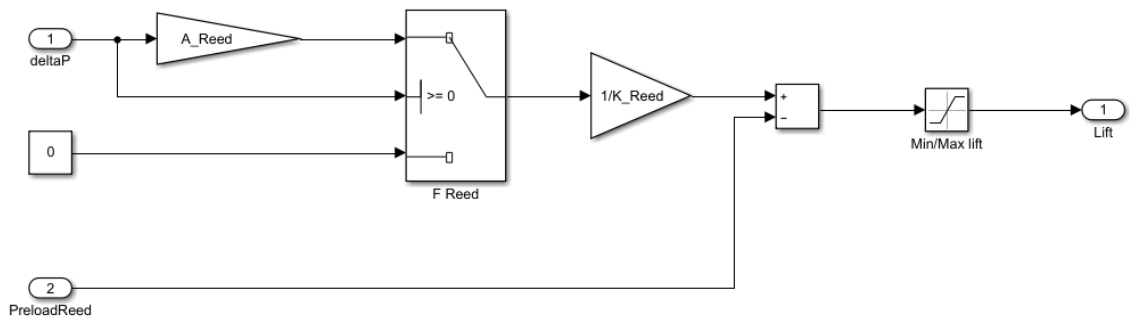 1
deltaP
A_Reed
>= 0
0
F Reed
1/K_Reed
+
−
Min/Max lift
1
Lift
2
PreloadReed